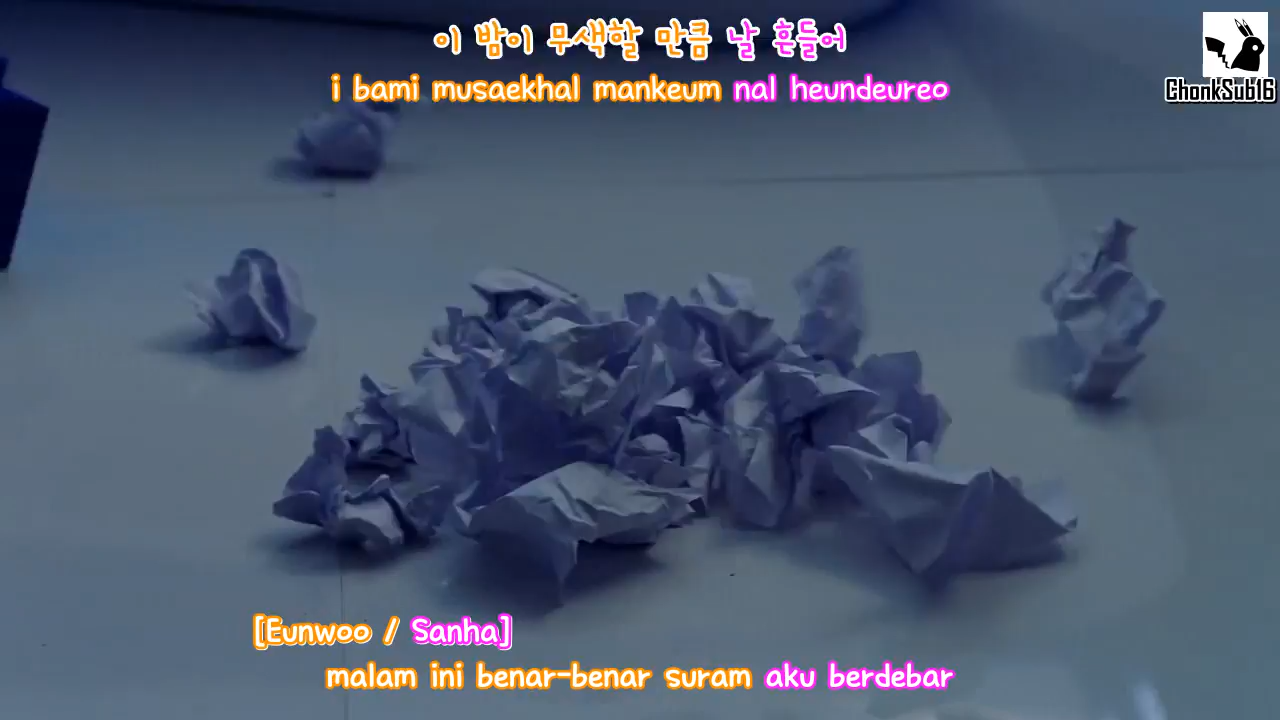 이 밤이 무색할 만큼 날 흔들어
i bami musaekhal mankeum nal heundeureo
ChonkSub16
[Eunwoo / Sanha]
malam ini benar-benar suram aku berdebar